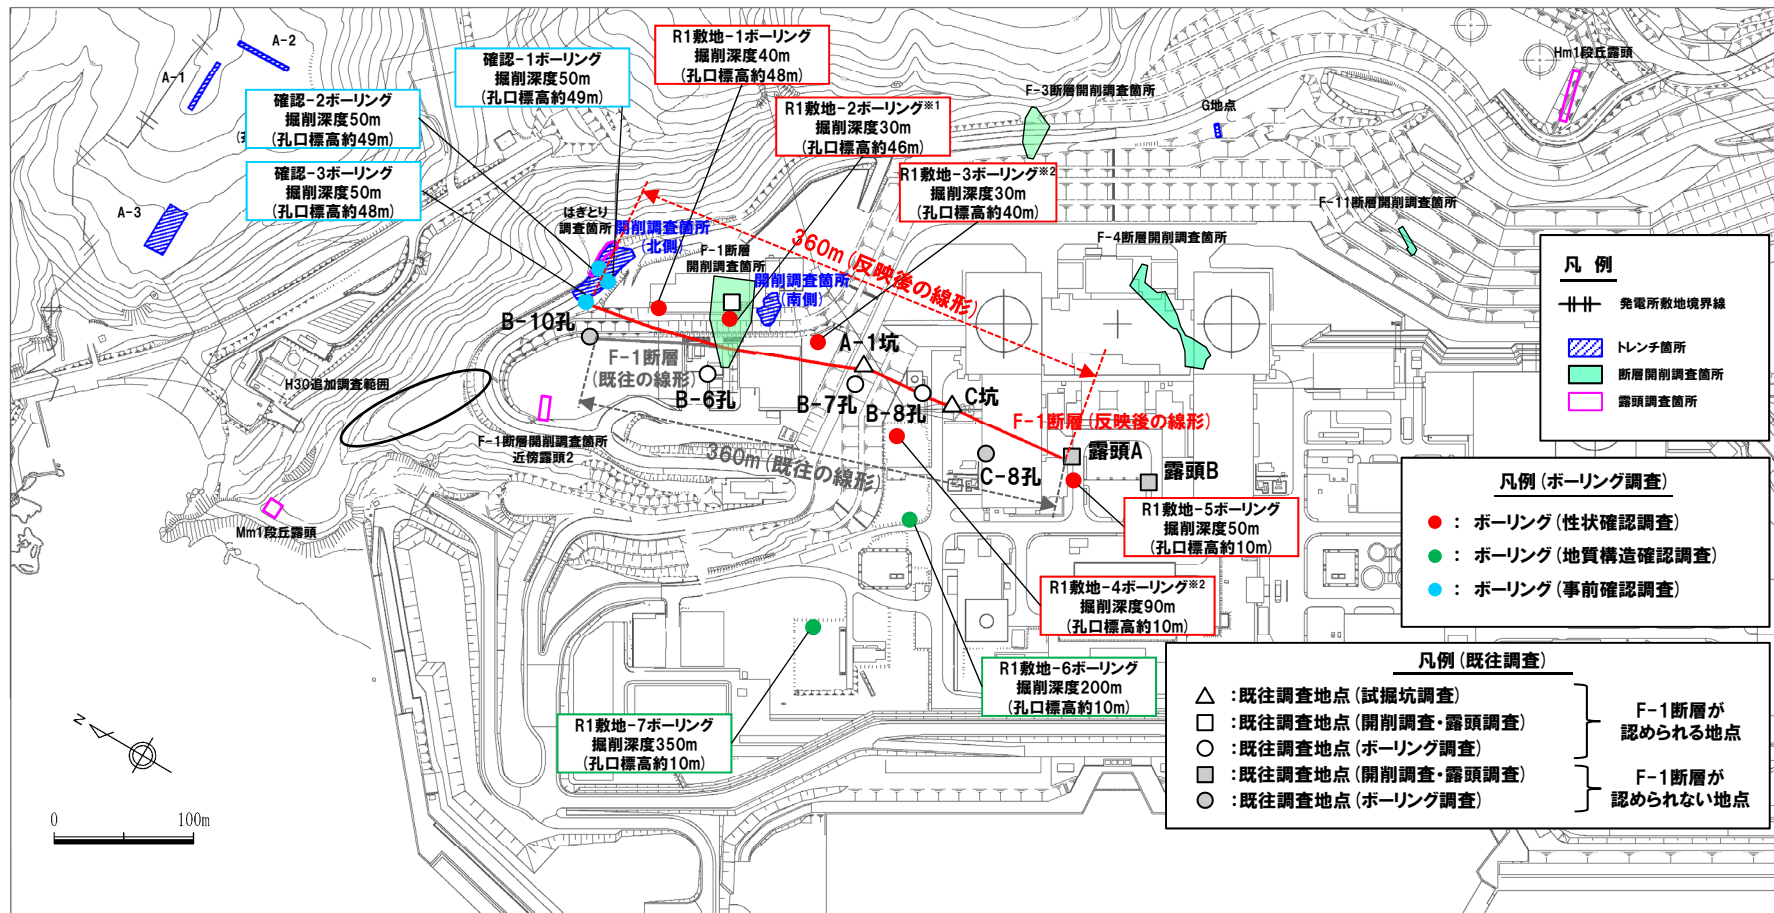 A-2
A-1
A-3
確認-1ボーリング
掘削深度50m
(孔口標高約49m)
R1敷地-1ボーリング
掘削深度40m
(孔口標高約48m)
確認-2ボーリング
掘削深度50m
(孔口標高約49m)
R1敷地-2ボーリング※1
掘削深度30m
(孔口標高約46m)
確認-3ボーリング
掘削深度50m
(孔口標高約48m)
R1敷地-3ボーリング※2
掘削深度30m
(孔口標高約40m)
Hm1段丘露頭
F-3断層開削調査箇所
G地点
F-11断層開削調査箇所
F-4断層開削調査箇所
はぎとり
調査箇所
開削調査箇所
(北側)
F-1断層
開削調査箇所
開削調査箇所
(南側)
360m(反映後の線形)
B-10孔
F-1断層
(既往の線形)
B-6孔
A-1坑
B-7孔
B-8孔
C坑
F-1断層(反映後の線形)
H30追加調査範囲
F-1断層開削調査箇所
近傍露頭2
360m(既往の線形)
C-8孔
露頭A
露頭B
Mm1段丘露頭
R1敷地-5ボーリング
掘削深度50m
(孔口標高約10m)
R1敷地-4ボーリング※2
掘削深度90m
(孔口標高約10m)
R1敷地-6ボーリング
掘削深度200m
(孔口標高約10m)
R1敷地-7ボーリング
掘削深度350m
(孔口標高約10m)
N
0 100m
凡 例
発電所敷地境界線
トレンチ箇所
断層開削調査箇所
露頭調査箇所
凡例(ボーリング調査)
: ボーリング(性状確認調査)
: ボーリング(地質構造確認調査)
: ボーリング(事前確認調査)
凡例(既往調査)
:既往調査地点(試掘坑調査)
:既往調査地点(開削調査・露頭調査)
:既往調査地点(ボーリング調査)
F-1断層が
認められる地点
:既往調査地点(開削調査・露頭調査)
:既往調査地点(ボーリング調査)
F-1断層が
認められない地点